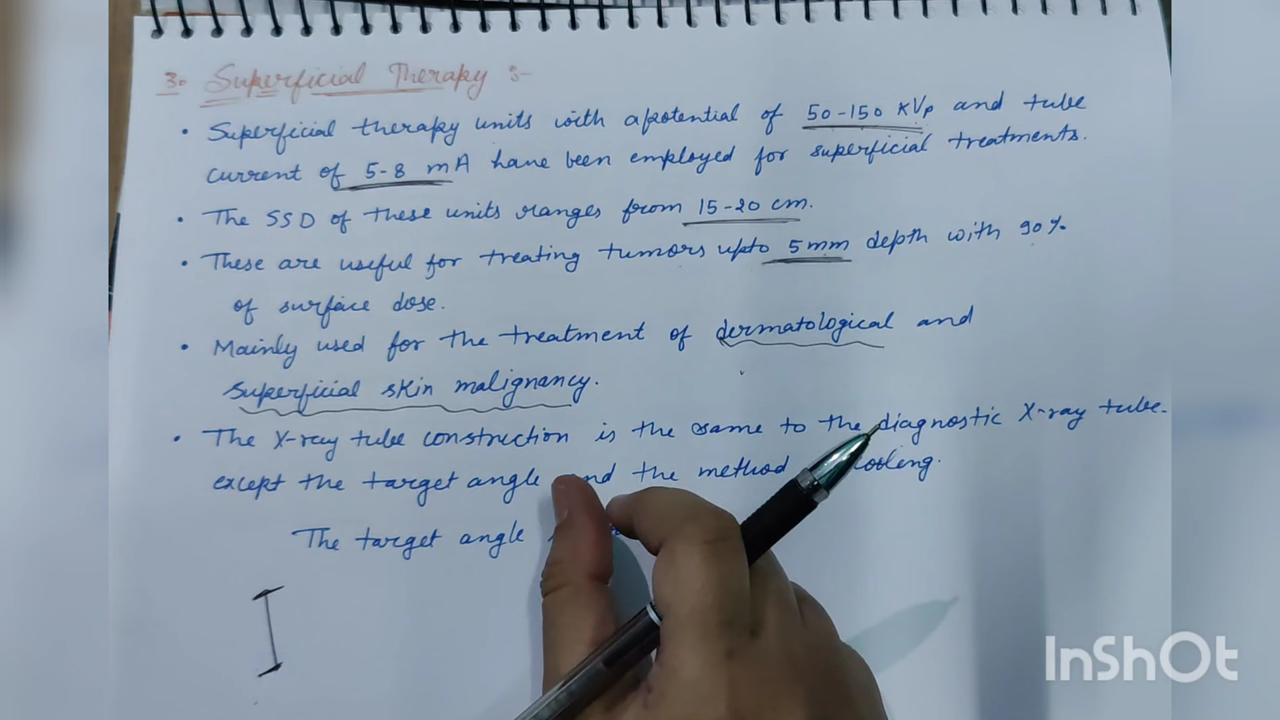 3. Superficial Therapy :-
• Superficial therapy units with a potential of 50-150 KVp and tube
current of 5-8 mA have been employed for superficial treatments.
• The SSD of these units ranges from 15-20 cm.
• These are useful for treating tumors upto 5 mm depth with 90%
of surface dose.
• Mainly used for the treatment of dermatological and
superficial skin malignancy.
• The X-ray tube construction is the same to the diagnostic X-ray tube.
except the target angle and the method cooling.
The target angle
InShOt